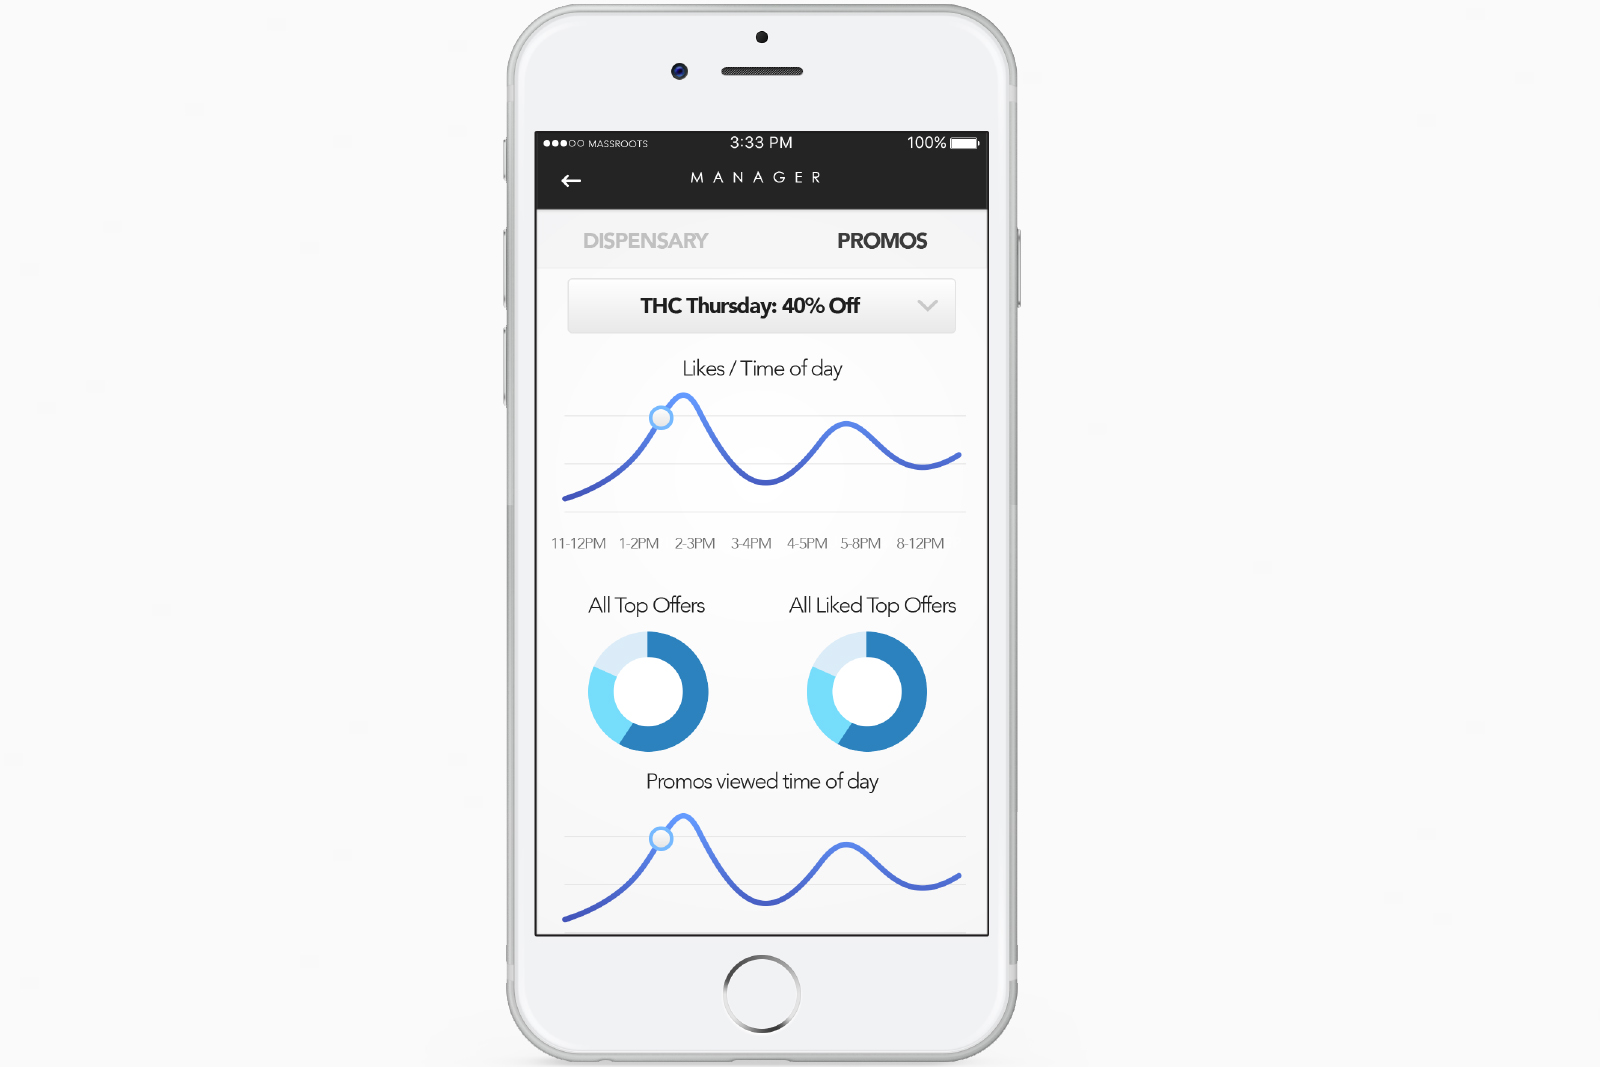 MASSROOTS 3:33 PM 100%
MANAGER
DISPENSARY PROMOS
THC Thursday: 40% Off
Likes / Time of day
11-12PM 1-2PM 2-3PM 3-4PM 4-5PM 5-8PM 8-12PM
All Top Offers All Liked Top Offers
Promos viewed time of day